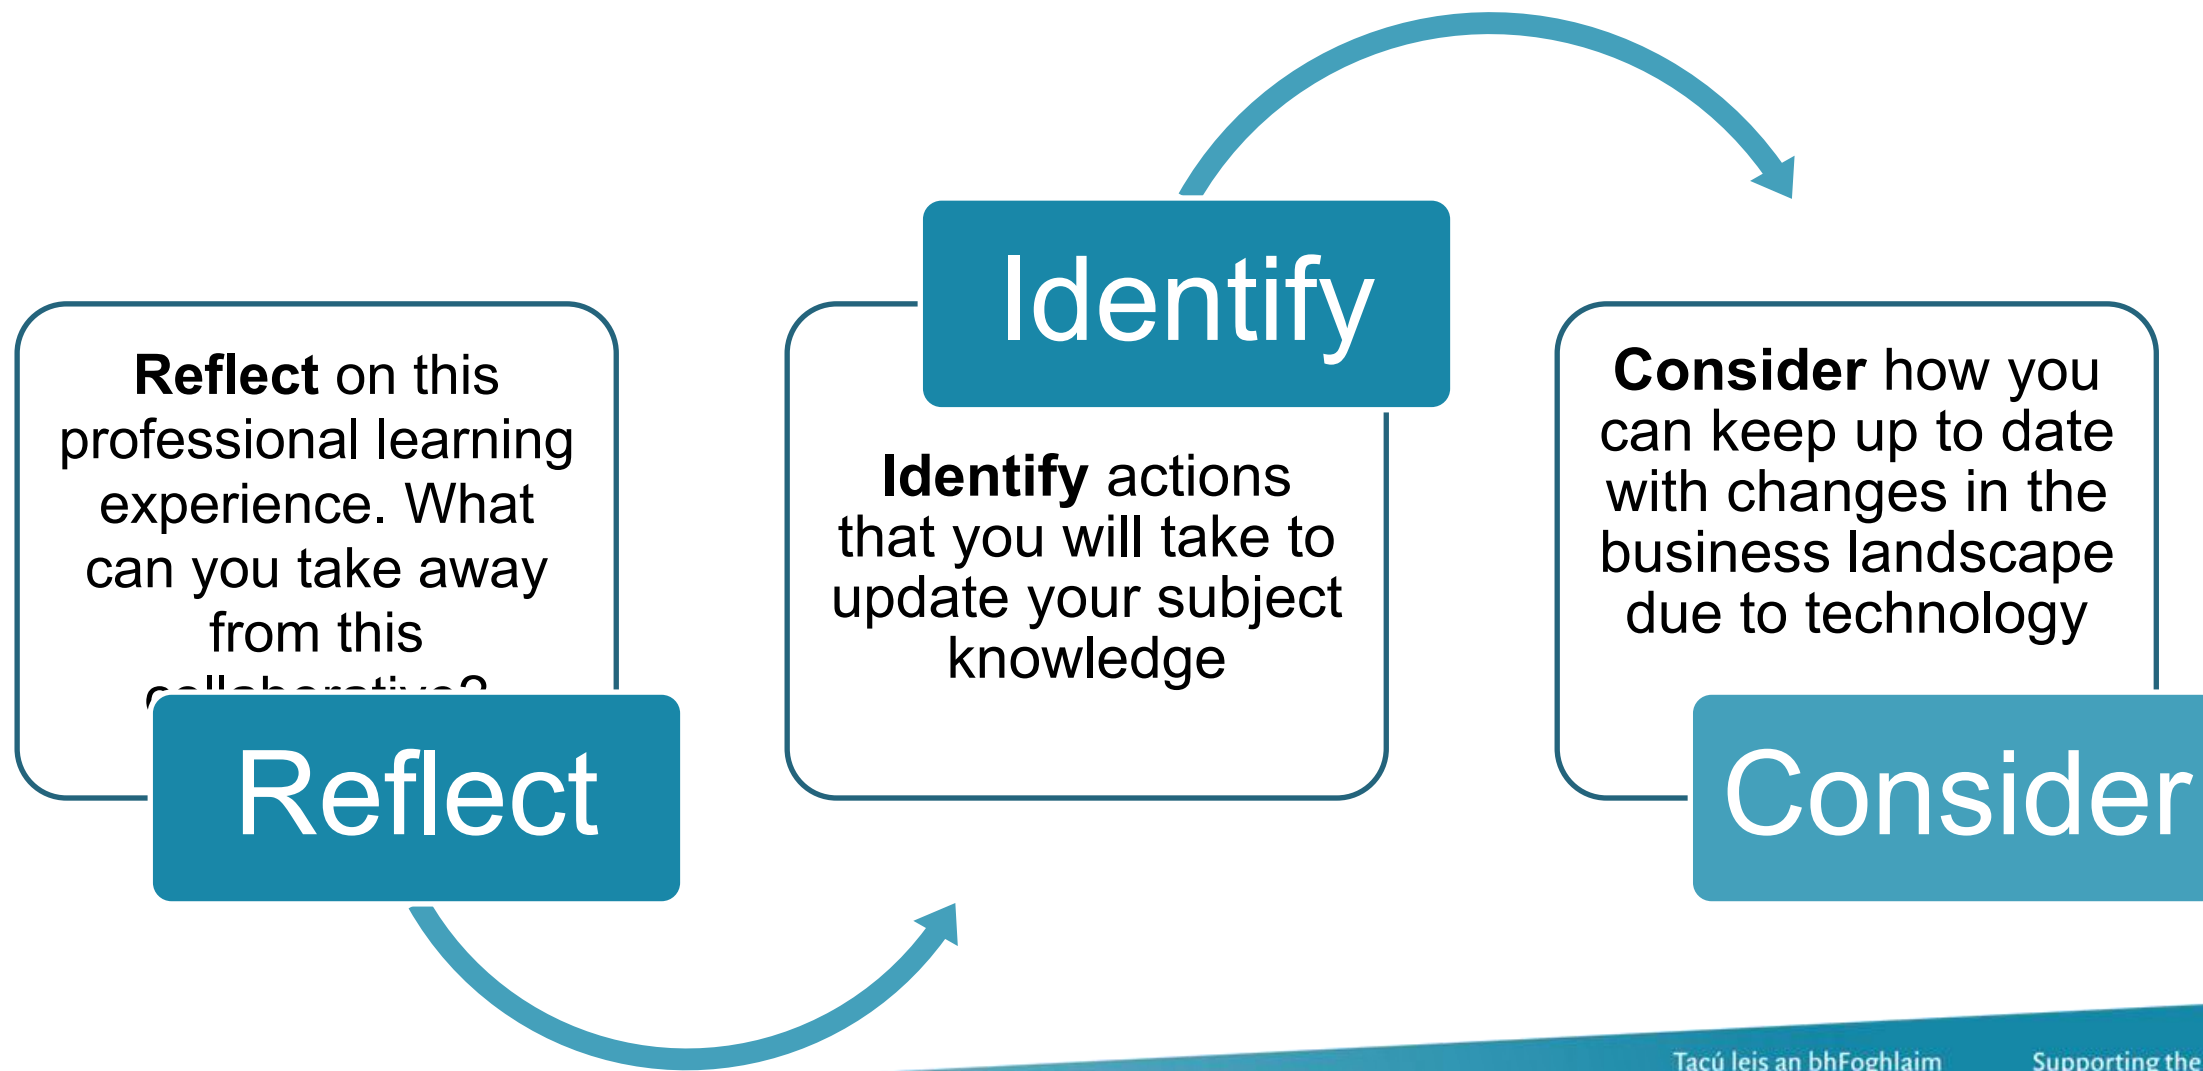 Reflect on this
professional learning
experience. What
can you take away
from this
collaborative?
Reflect
Identify
Identify actions
that you will take to
update your subject
knowledge
Consider how you
can keep up to date
with changes in the
business landscape
due to technology
Consider
Tacú leis an bhFoghlaim
Supporting the